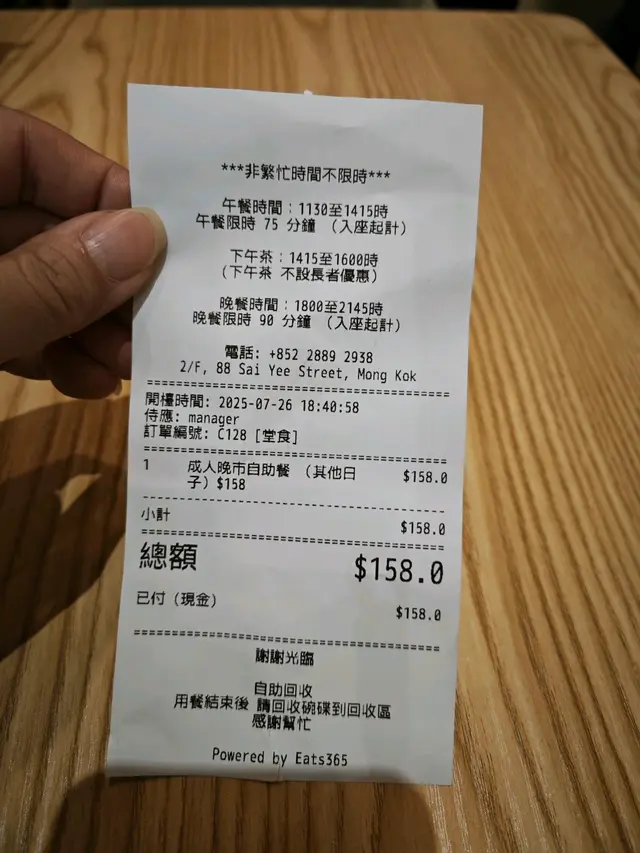 ***非繁忙時間不限時***
午餐時間：1130至1415時
午餐限時 75 分鐘 （入座起計）
下午茶：1415至1600時
（下午茶 不設長者優惠）
晚餐時間：1800至2145時
晚餐限時 90 分鐘 （入座起計）
電話: +852 2889 2938
2/F, 88 Sai Yee Street, Mong Kok
開檯時間: 2025-07-26 18:40:58
侍應: manager
訂單編號: C128 [堂食]
1 成人晚市自助餐 （其他日 $158.0
子）$158
小計 $158.0
總額 $158.0
已付（現金） $158.0
謝謝光臨
自助回收
用餐結束後 請回收碗碟到回收區
感謝幫忙
Powered by Eats365